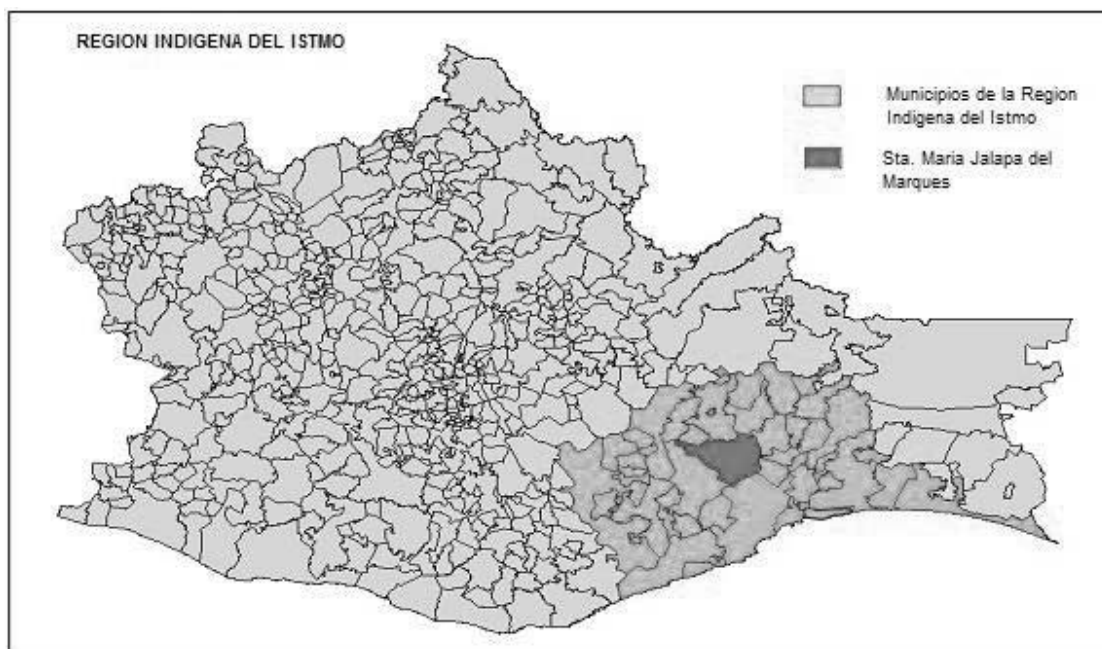 REGION INDIGENA DEL ISTMO
Municipios de la Region
Indigena del Istmo
Sta. Maria Jalapa del
Marques